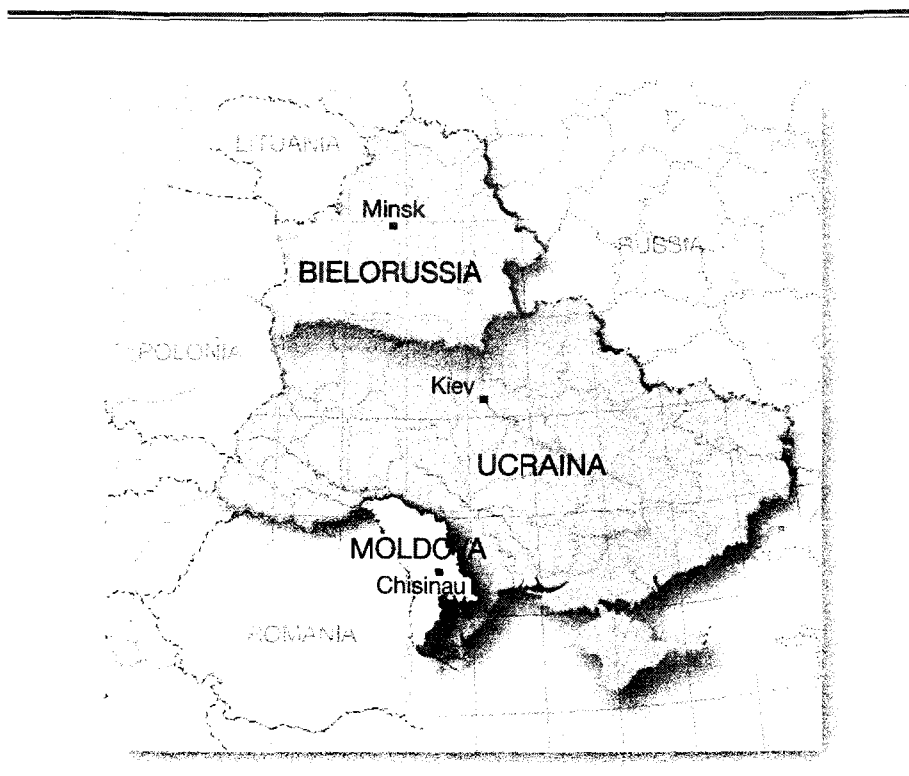 LITUANIA
Minsk
RUSSIA
BIELORUSSIA
POLONIA
Kiev
UCRAINA
MOLDOVA
Chisinau
ROMANIA